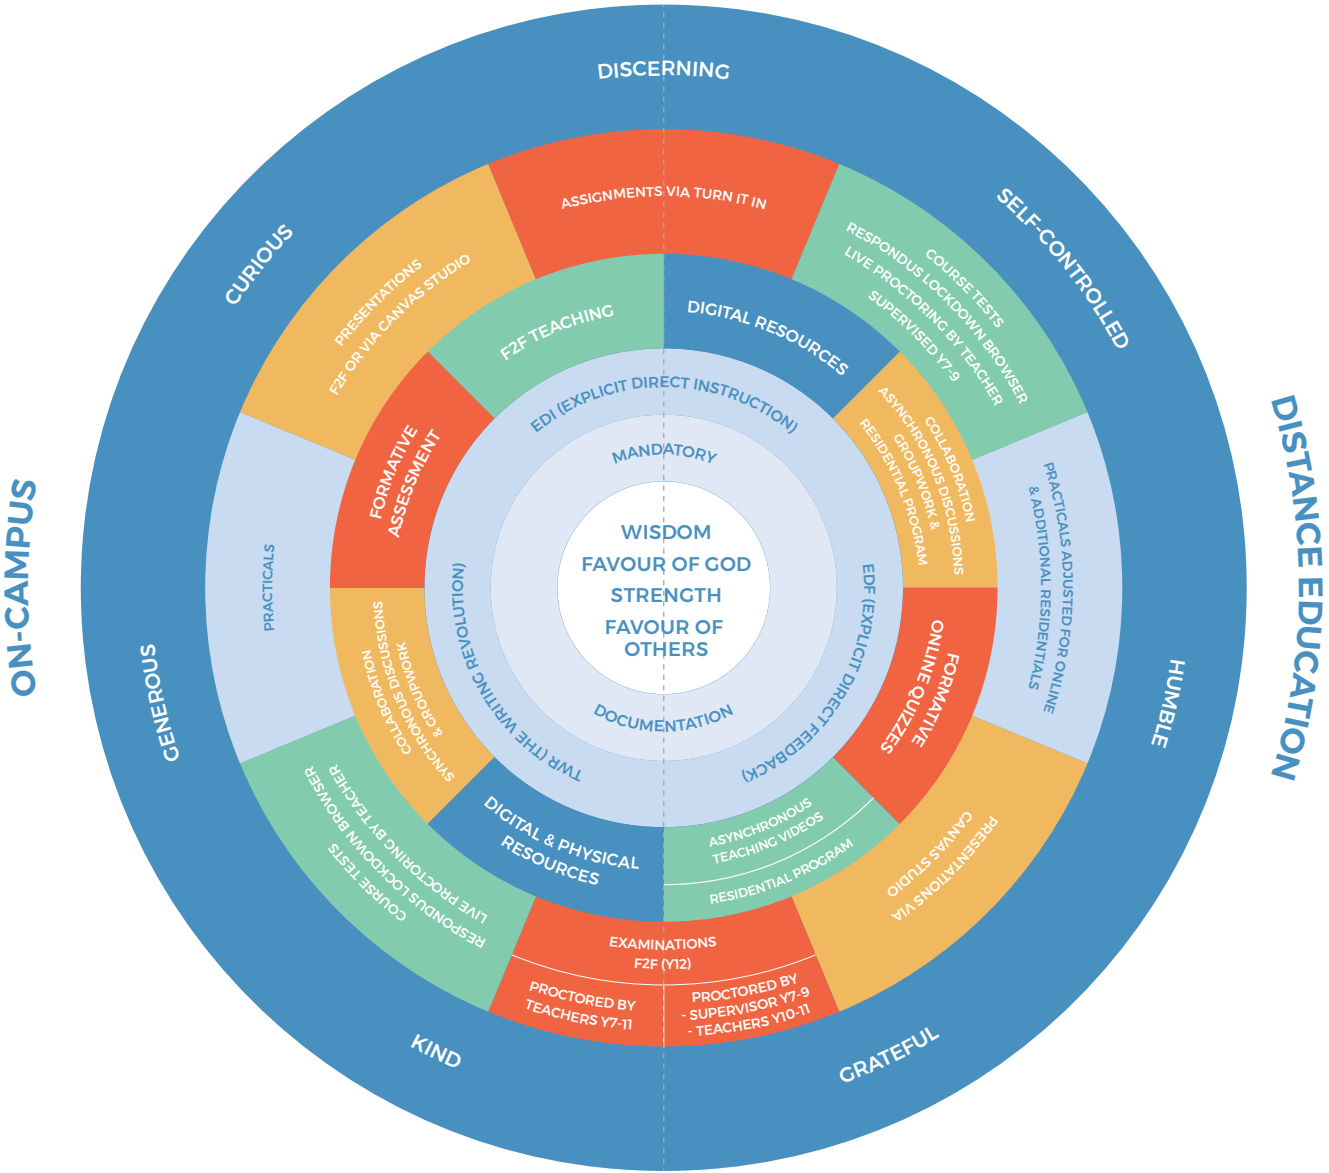 DISCERNING
SELF-CONTROLLED
HUMBLE
GRATEFUL
KIND
GENEROUS
CURIOUS
ON-CAMPUS
DISTANCE EDUCATION
ASSIGNMENTS VIA TURN IT IN
COURSE TESTS
RESPONDUS LOCKDOWN BROWSER
LIVE PROCTORING BY TEACHER
SUPERVISED Y7-9
PRACTICALS ADJUSTED FOR ONLINE
& ADDITIONAL RESIDENTIALS
PRESENTATIONS VIA
CANVAS STUDIO
EXAMINATIONS
F2F (Y12)
PROCTORED BY
- SUPERVISOR Y7-9
- TEACHERS Y10-11
PROCTORED BY
TEACHERS Y7-11
COURSE TESTS
RESPONDUS LOCKDOWN BROWSER
LIVE PROCTORING BY TEACHER
PRACTICALS
PRESENTATIONS
F2F OR VIA CANVAS STUDIO
F2F TEACHING
DIGITAL RESOURCES
COLLABORATION
ASYNCHRONOUS DISCUSSIONS
GROUPWORK &
RESIDENTIAL PROGRAM
FORMATIVE
ONLINE QUIZZES
ASYNCHRONOUS
TEACHING VIDEOS
RESIDENTIAL PROGRAM
DIGITAL & PHYSICAL
RESOURCES
COLLABORATION
SYNCHRONOUS DISCUSSIONS
& GROUPWORK
FORMATIVE
ASSESSMENT
EDI (EXPLICIT DIRECT INSTRUCTION)
EDF (EXPLICIT DIRECT FEEDBACK)
TWR (THE WRITING REVOLUTION)
MANDATORY
DOCUMENTATION
WISDOM
FAVOUR OF GOD
STRENGTH
FAVOUR OF
OTHERS